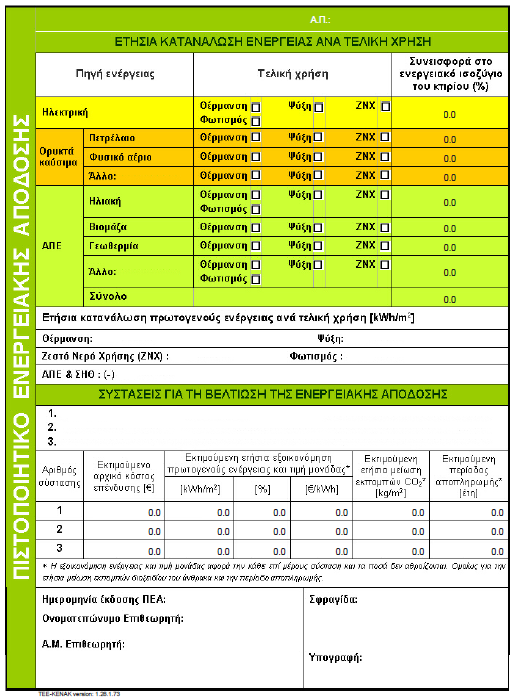 Α.Π.:
ΕΤΗΣΙΑ ΚΑΤΑΝΑΛΩΣΗ ΕΝΕΡΓΕΙΑΣ ΑΝΑ ΤΕΛΙΚΗ ΧΡΗΣΗ
Πηγή ενέργειας Τελική χρήση Συνεισφορά στο
ενεργειακό ισοζύγιο
του κτιρίου (%)
Ηλεκτρική Θέρμανση Ψύξη ΖΝΧ 0.0
Φωτισμός
Ορυκτά καύσιμα
Πετρέλαιο Θέρμανση Ψύξη ΖΝΧ 0.0
Φυσικό αέριο Θέρμανση Ψύξη ΖΝΧ 0.0
Άλλο: Θέρμανση Ψύξη ΖΝΧ 0.0
ΑΠΕ
Ηλιακή Θέρμανση Ψύξη ΖΝΧ 0.0
Φωτισμός
Βιομάζα Θέρμανση Ψύξη ΖΝΧ 0.0
Γεωθερμία Θέρμανση Ψύξη ΖΝΧ 0.0
Άλλο: Θέρμανση Ψύξη ΖΝΧ 0.0
Φωτισμός
Σύνολο 0.0
Ετήσια κατανάλωση πρωτογενούς ενέργειας ανά τελική χρήση [kWh/m²]
Θέρμανση: Ψύξη:
Ζεστό Νερό Χρήσης (ΖΝΧ) : Φωτισμός :
ΑΠΕ & ΣΗΘ : (-)
ΣΥΣΤΑΣΕΙΣ ΓΙΑ ΤΗ ΒΕΛΤΙΩΣΗ ΤΗΣ ΕΝΕΡΓΕΙΑΚΗΣ ΑΠΟΔΟΣΗΣ
1.
2.
3.
Αριθμός σύστασης
Εκτιμώμενο αρχικό κόστος επένδυσης [€]
Εκτιμώμενη ετήσια εξοικονόμηση
πρωτογενούς ενέργειας και τιμή μονάδας*
[kWh/m²] [%] [€/kWh]
Εκτιμώμενη ετήσια μείωση εκπομπών CO₂* [kg/m²]
Εκτιμώμενη περίοδος αποπληρωμής* [έτη]
1 0.0 0.0 0.0 0.0 0.0 0.0
2 0.0 0.0 0.0 0.0 0.0 0.0
3 0.0 0.0 0.0 0.0 0.0 0.0
* Η εξοικονόμηση ενέργειας και τιμή μονάδας αφορά την κάθε επί μέρους σύσταση και τα ποσά δεν αθροίζονται. Ομοίως για την
ετήσια μείωση εκπομπών διοξειδίου του άνθρακα και την περίοδο αποπληρωμής.
Ημερομηνία έκδοσης ΠΕΑ: Σφραγίδα:
Ονοματεπώνυμο Επιθεωρητή:
Α.Μ. Επιθεωρητή:
Υπογραφή:
ΠΙΣΤΟΠΟΙΗΤΙΚΟ ΕΝΕΡΓΕΙΑΚΗΣ ΑΠΟΔΟΣΗΣ
TEE-KENAK version: 1.28.1.73